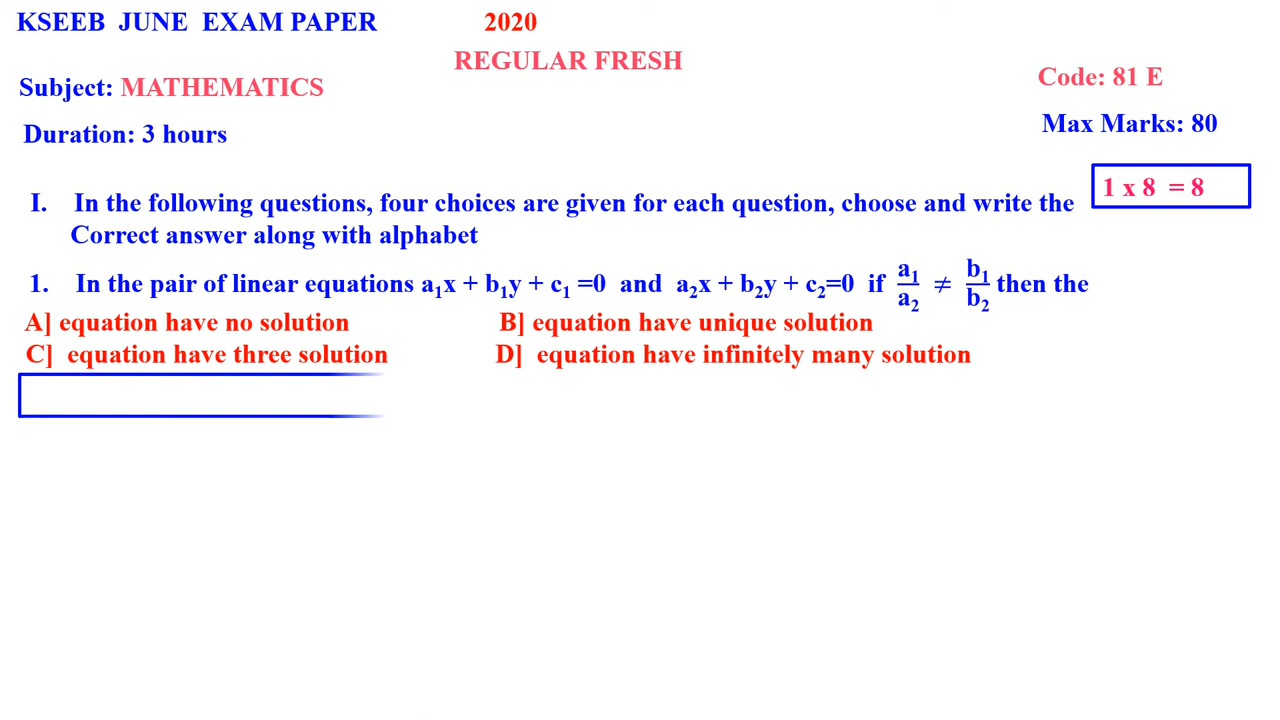 KSEEB JUNE EXAM PAPER 2020
REGULAR FRESH
Subject: MATHEMATICS
Code: 81 E
Duration: 3 hours
Max Marks: 80
1 x 8 = 8
I. In the following questions, four choices are given for each question, choose and write the
Correct answer along with alphabet
1. In the pair of linear equations a₁x + b₁y + c₁ =0 and a₂x + b₂y + c₂=0 if a₁/a₂ ≠ b₁/b₂ then the
A] equation have no solution B] equation have unique solution
C] equation have three solution D] equation have infinitely many solution